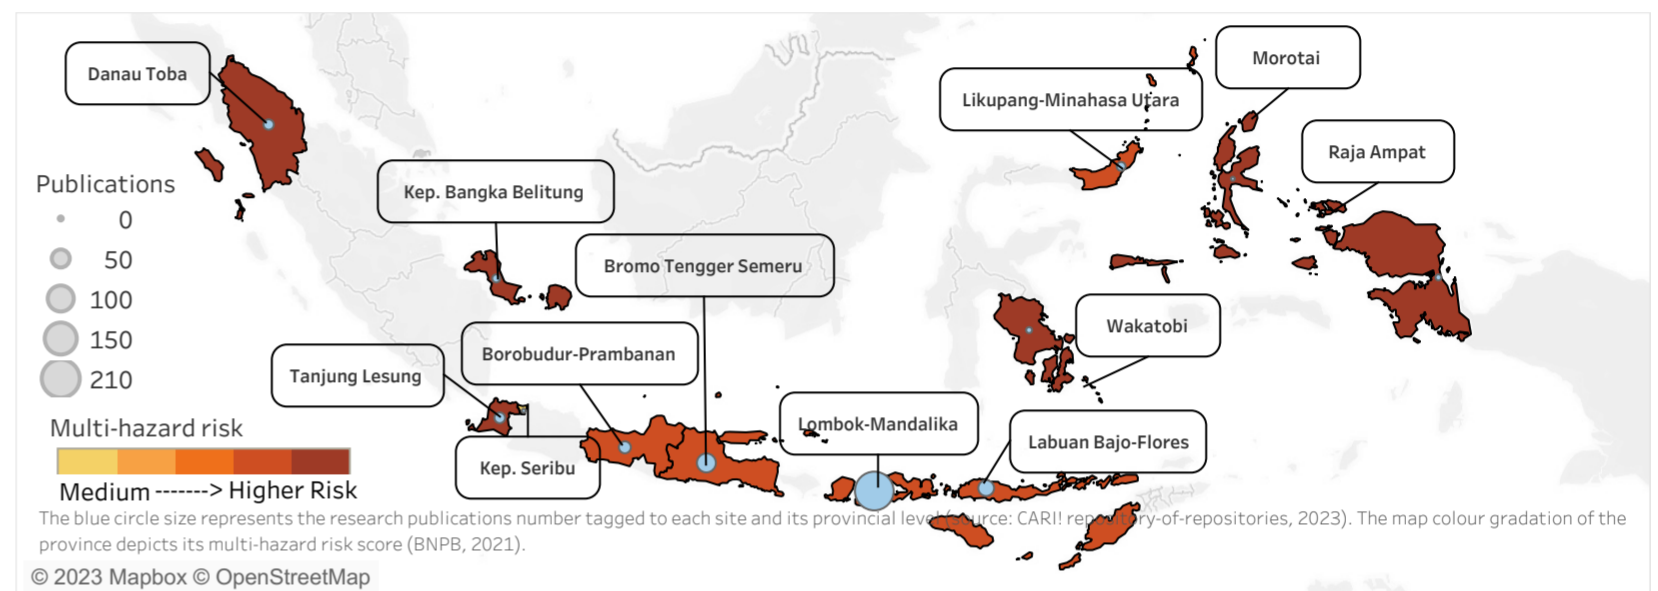 Danau Toba
Kep. Bangka Belitung
Bromo Tengger Semeru
Borobudur-Prambanan
Tanjung Lesung
Kep. Seribu
Lombok-Mandalika
Labuan Bajo-Flores
Likupang-Minahasa Utara
Morotai
Raja Ampat
Wakatobi
Publications
0
50
100
150
210
Multi-hazard risk
Medium -------> Higher Risk
The blue circle size represents the research publications number tagged to each site and its provincial level (source: CARI! repository-of-repositories, 2023). The map colour gradation of the
province depicts its multi-hazard risk score (BNPB, 2021).
© 2023 Mapbox © OpenStreetMap